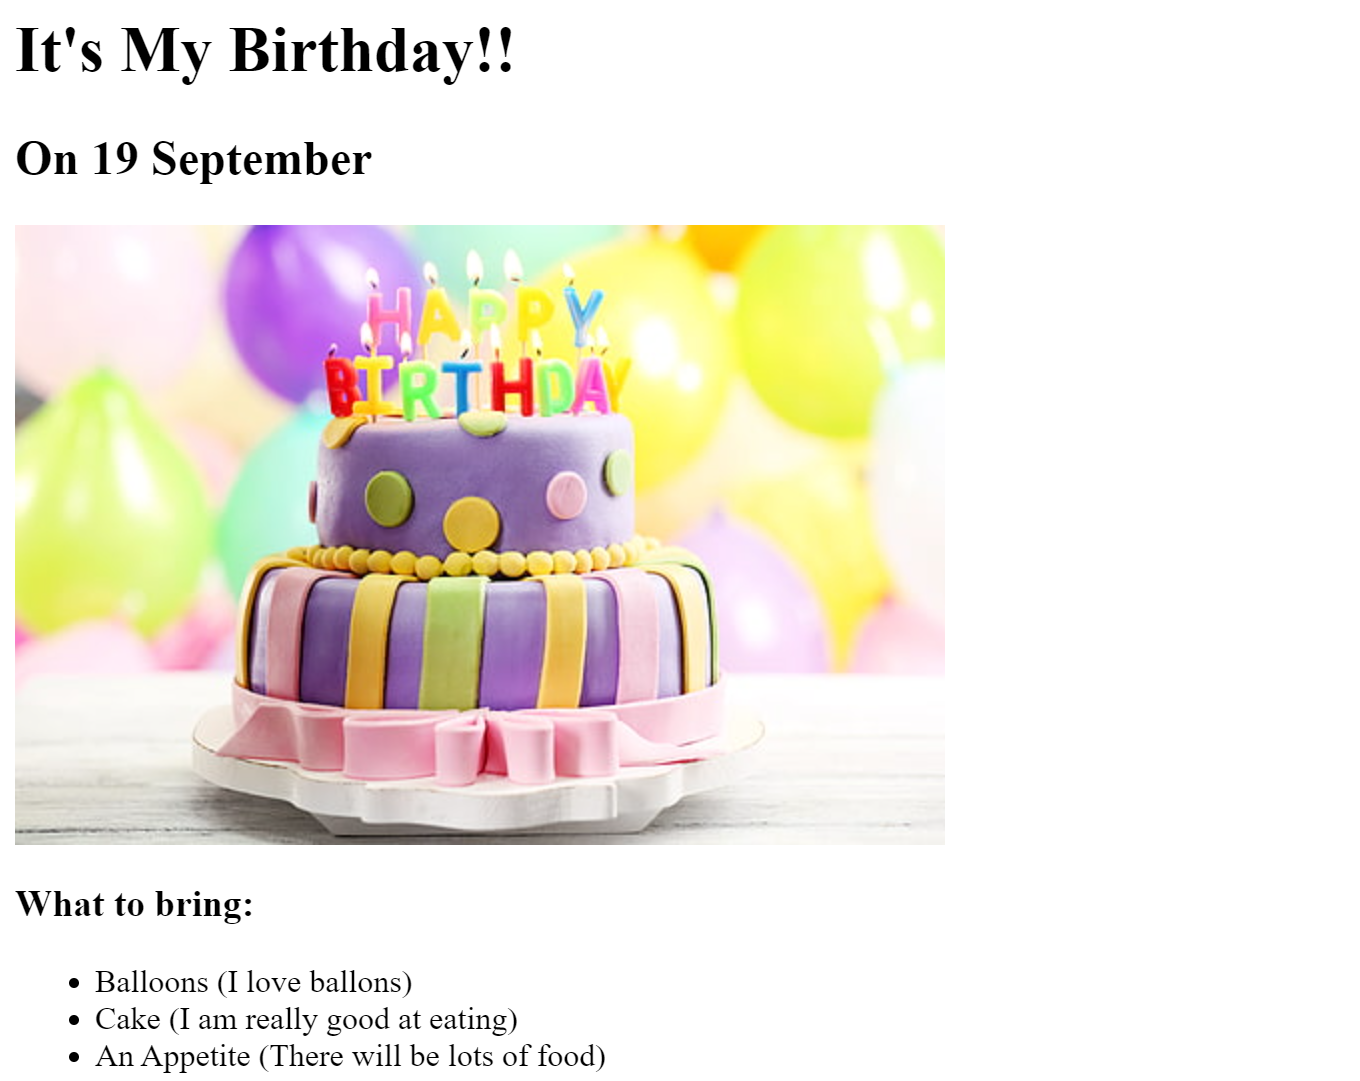 It's My Birthday!!
On 19 September
HAPPY
BIRTHDAY
What to bring:
Balloons (I love ballons)
Cake (I am really good at eating)
An Appetite (There will be lots of food)